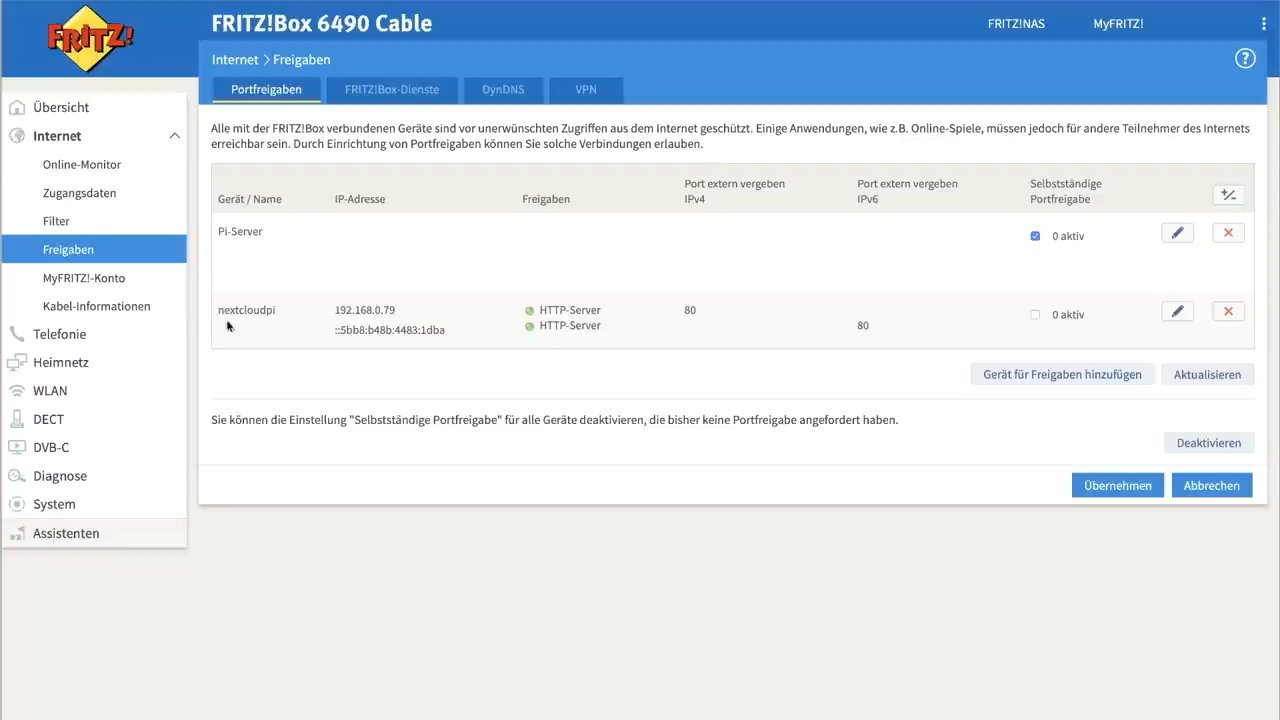 FRITZ!
FRITZ!Box 6490 Cable
FRITZ!NAS
MyFRITZ!
Internet > Freigaben
?
Portfreigaben
FRITZ!Box-Dienste
DynDNS
VPN
Übersicht
Internet
Online-Monitor
Zugangsdaten
Filter
Freigaben
MyFRITZ!-Konto
Kabel-Informationen
Telefonie
Heimnetz
WLAN
DECT
DVB-C
Diagnose
System
Assistenten
Alle mit der FRITZ!Box verbundenen Geräte sind vor unerwünschten Zugriffen aus dem Internet geschützt. Einige Anwendungen, wie z.B. Online-Spiele, müssen jedoch für andere Teilnehmer des Internets
erreichbar sein. Durch Einrichtung von Portfreigaben können Sie solche Verbindungen erlauben.
Gerät / Name
IP-Adresse
Freigaben
Port extern vergeben
IPv4
Port extern vergeben
IPv6
Selbstständige
Portfreigabe
+/-
Pi-Server
0 aktiv
nextcloudpi
192.168.0.79
::5bb8:b48b:4483:1dba
HTTP-Server
HTTP-Server
80
80
0 aktiv
Gerät für Freigaben hinzufügen
Aktualisieren
Sie können die Einstellung "Selbstständige Portfreigabe" für alle Geräte deaktivieren, die bisher keine Portfreigabe angefordert haben.
Deaktivieren
Übernehmen
Abbrechen